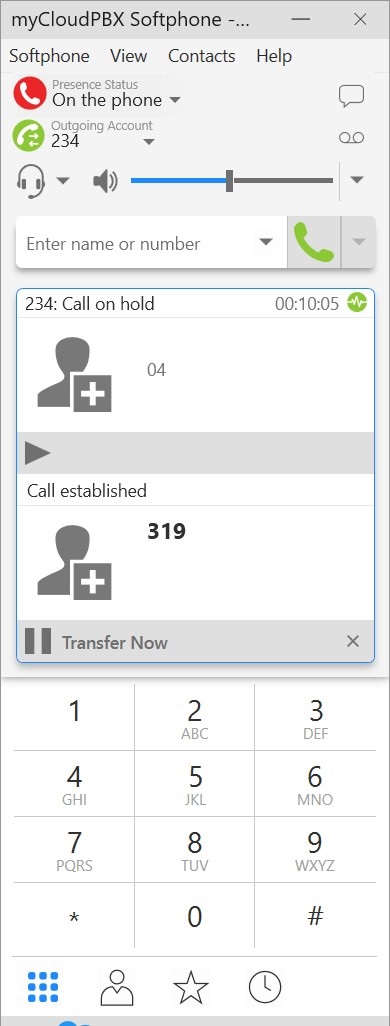 myCloudPBX Softphone -...
Softphone View Contacts Help
Presence Status
On the phone
Outgoing Account
234
Enter name or number
234: Call on hold 00:10:05
04
Call established
319
Transfer Now
1 2 3
ABC DEF
4 5 6
GHI JKL MNO
7 8 9
PQRS TUV WXYZ
* 0 #